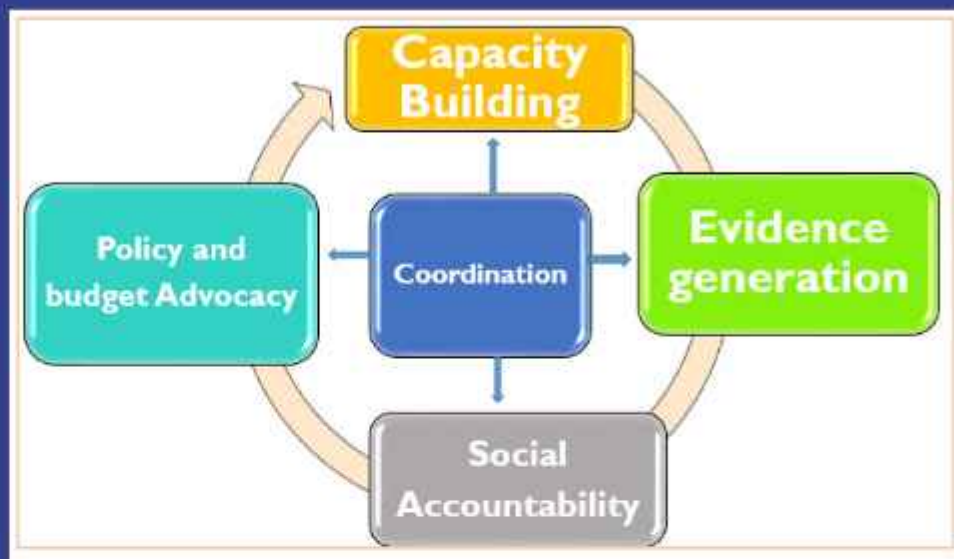 Capacity
Building
Policy and
budget Advocacy
Coordination
Evidence
generation
Social
Accountability